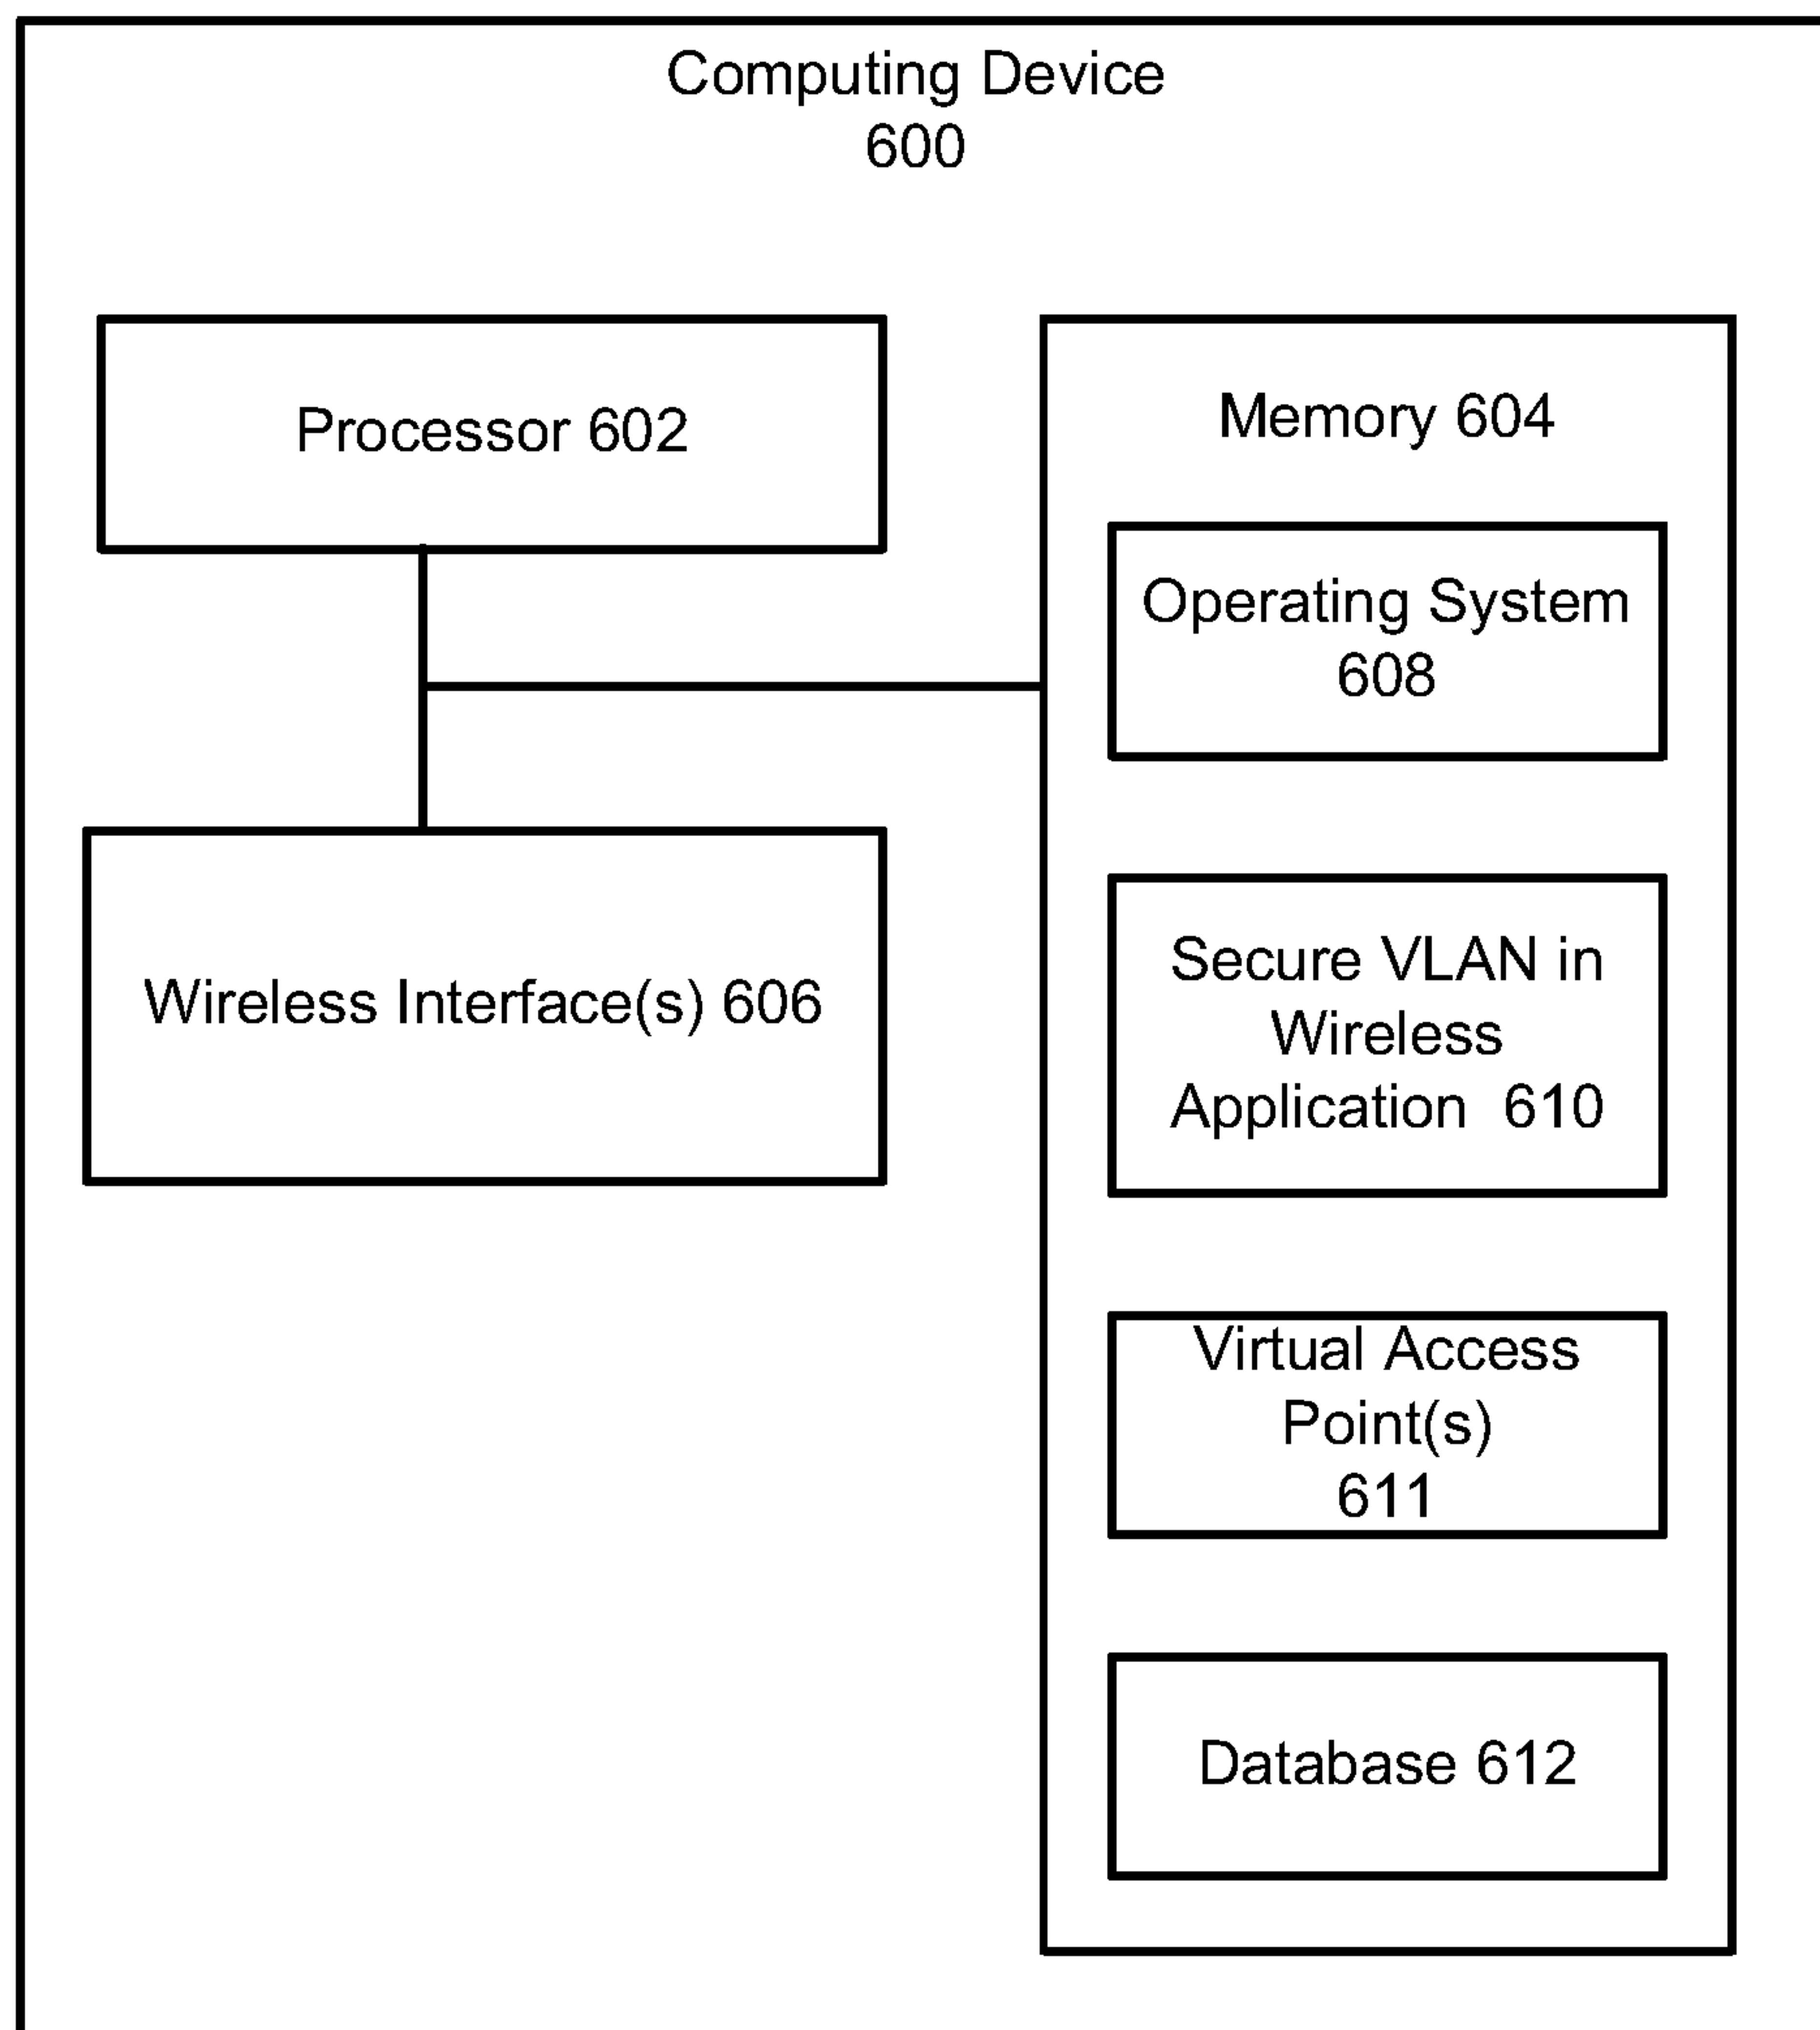 Computing Device
600
Processor 602
Wireless Interface(s) 606
Memory 604
Operating System
608
Secure VLAN in
Wireless
Application 610
Virtual Access
Point(s)
611
Database 612